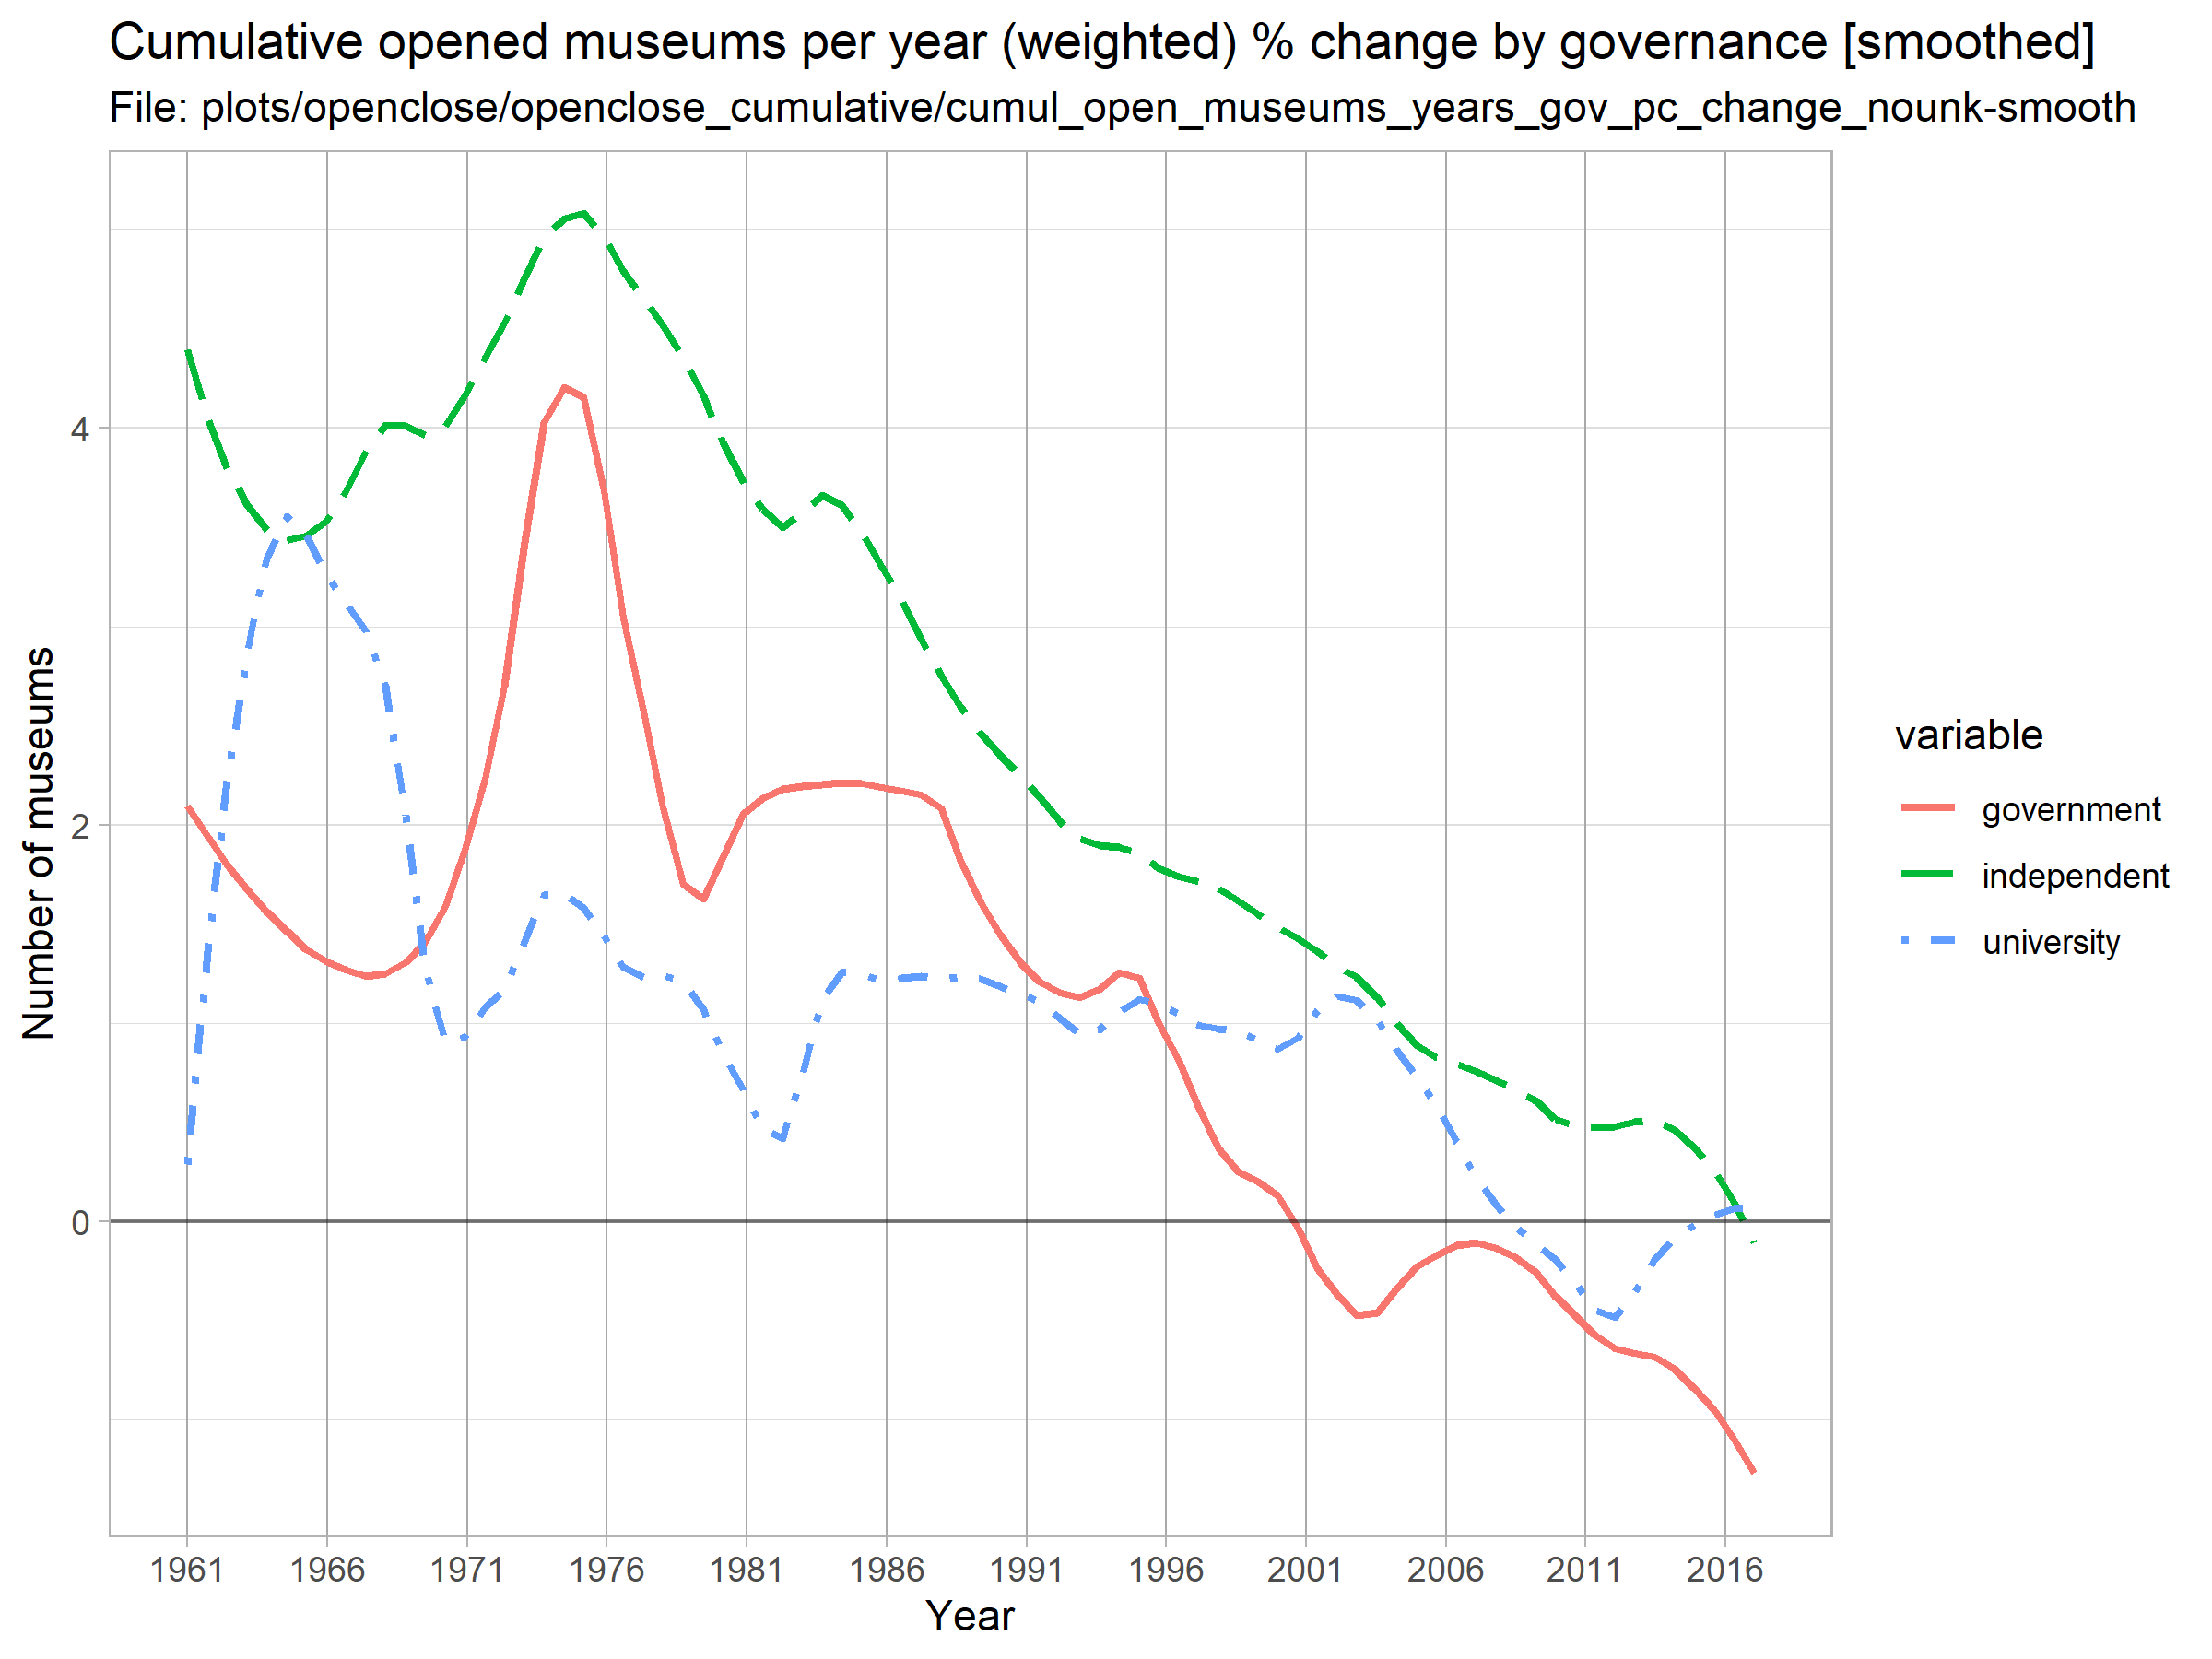 Cumulative opened museums per year (weighted) % change by governance [smoothed]
File: plots/openclose/openclose_cumulative/cumul_open_museums_years_gov_pc_change_nounk-smooth
Number of museums
4
2
0
1961 1966 1971 1976 1981 1986 1991 1996 2001 2006 2011 2016
Year
variable
government
independent
university